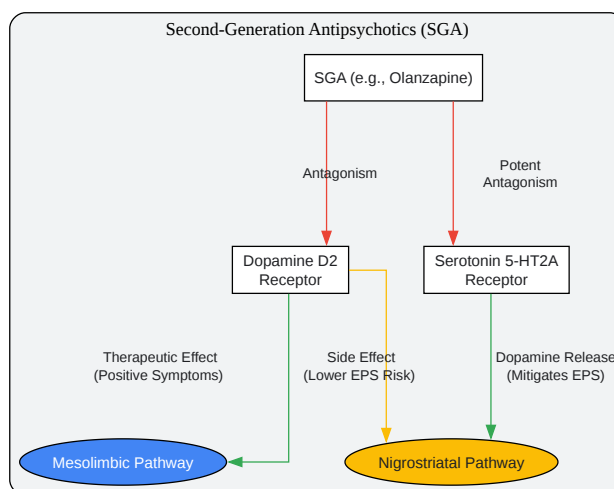 Second-Generation Antipsychotics (SGA)
SGA (e.g., Olanzapine)
Antagonism
Potent
Antagonism
Dopamine D2
Receptor
Serotonin 5-HT2A
Receptor
Therapeutic Effect
(Positive Symptoms)
Side Effect
(Lower EPS Risk)
Dopamine Release
(Mitigates EPS)
Mesolimbic Pathway
Nigrostriatal Pathway